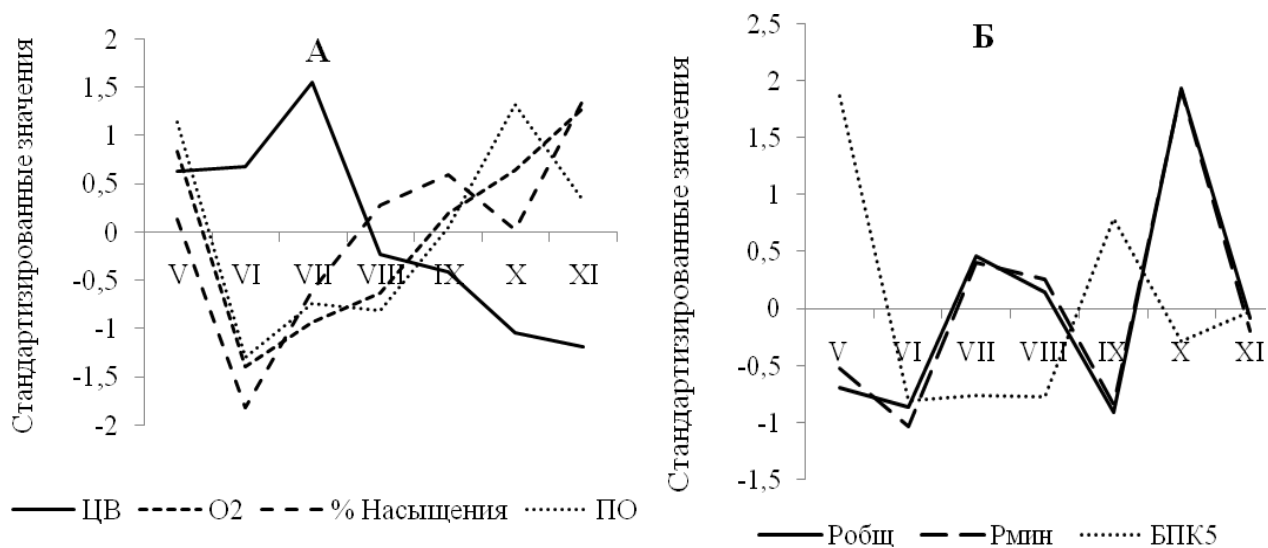 А
Стандартизированные значения
2
1,5
1
0,5
0
-0,5
-1
-1,5
-2
V VI VII VIII IX X XI
ЦВ О2 % Насыщения ПО
Б
Стандартизированные значения
2,5
2
1,5
1
0,5
0
-0,5
-1
-1,5
V VI VII VIII IX X XI
Робщ Рмин БПК5